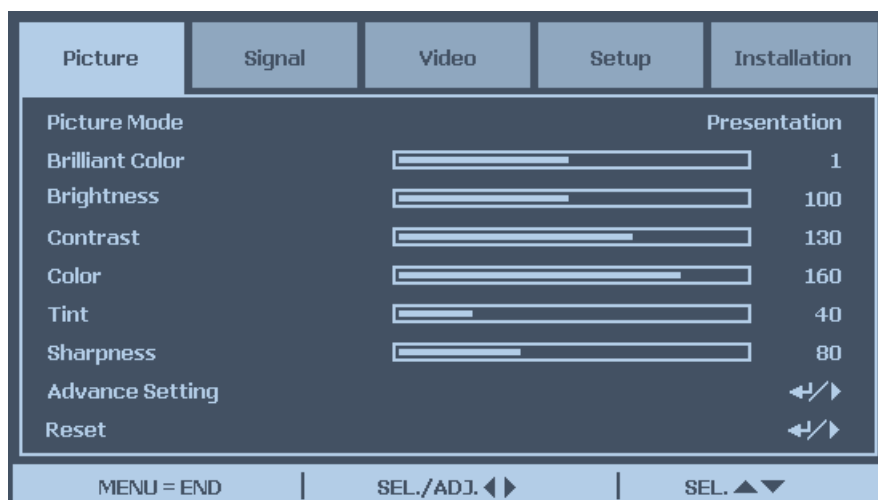 Picture Signal Video Setup Installation
Picture Mode Presentation
Brilliant Color 1
Brightness 100
Contrast 130
Color 160
Tint 40
Sharpness 80
Advance Setting
Reset
MENU = END SEL./ADJ. SEL.